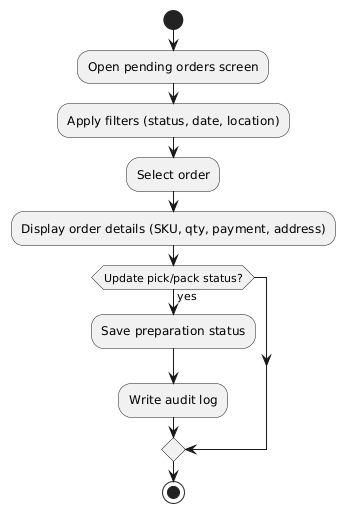 Open pending orders screen
Apply filters (status, date, location)
Select order
Display order details (SKU, qty, payment, address)
Update pick/pack status?
yes
Save preparation status
Write audit log